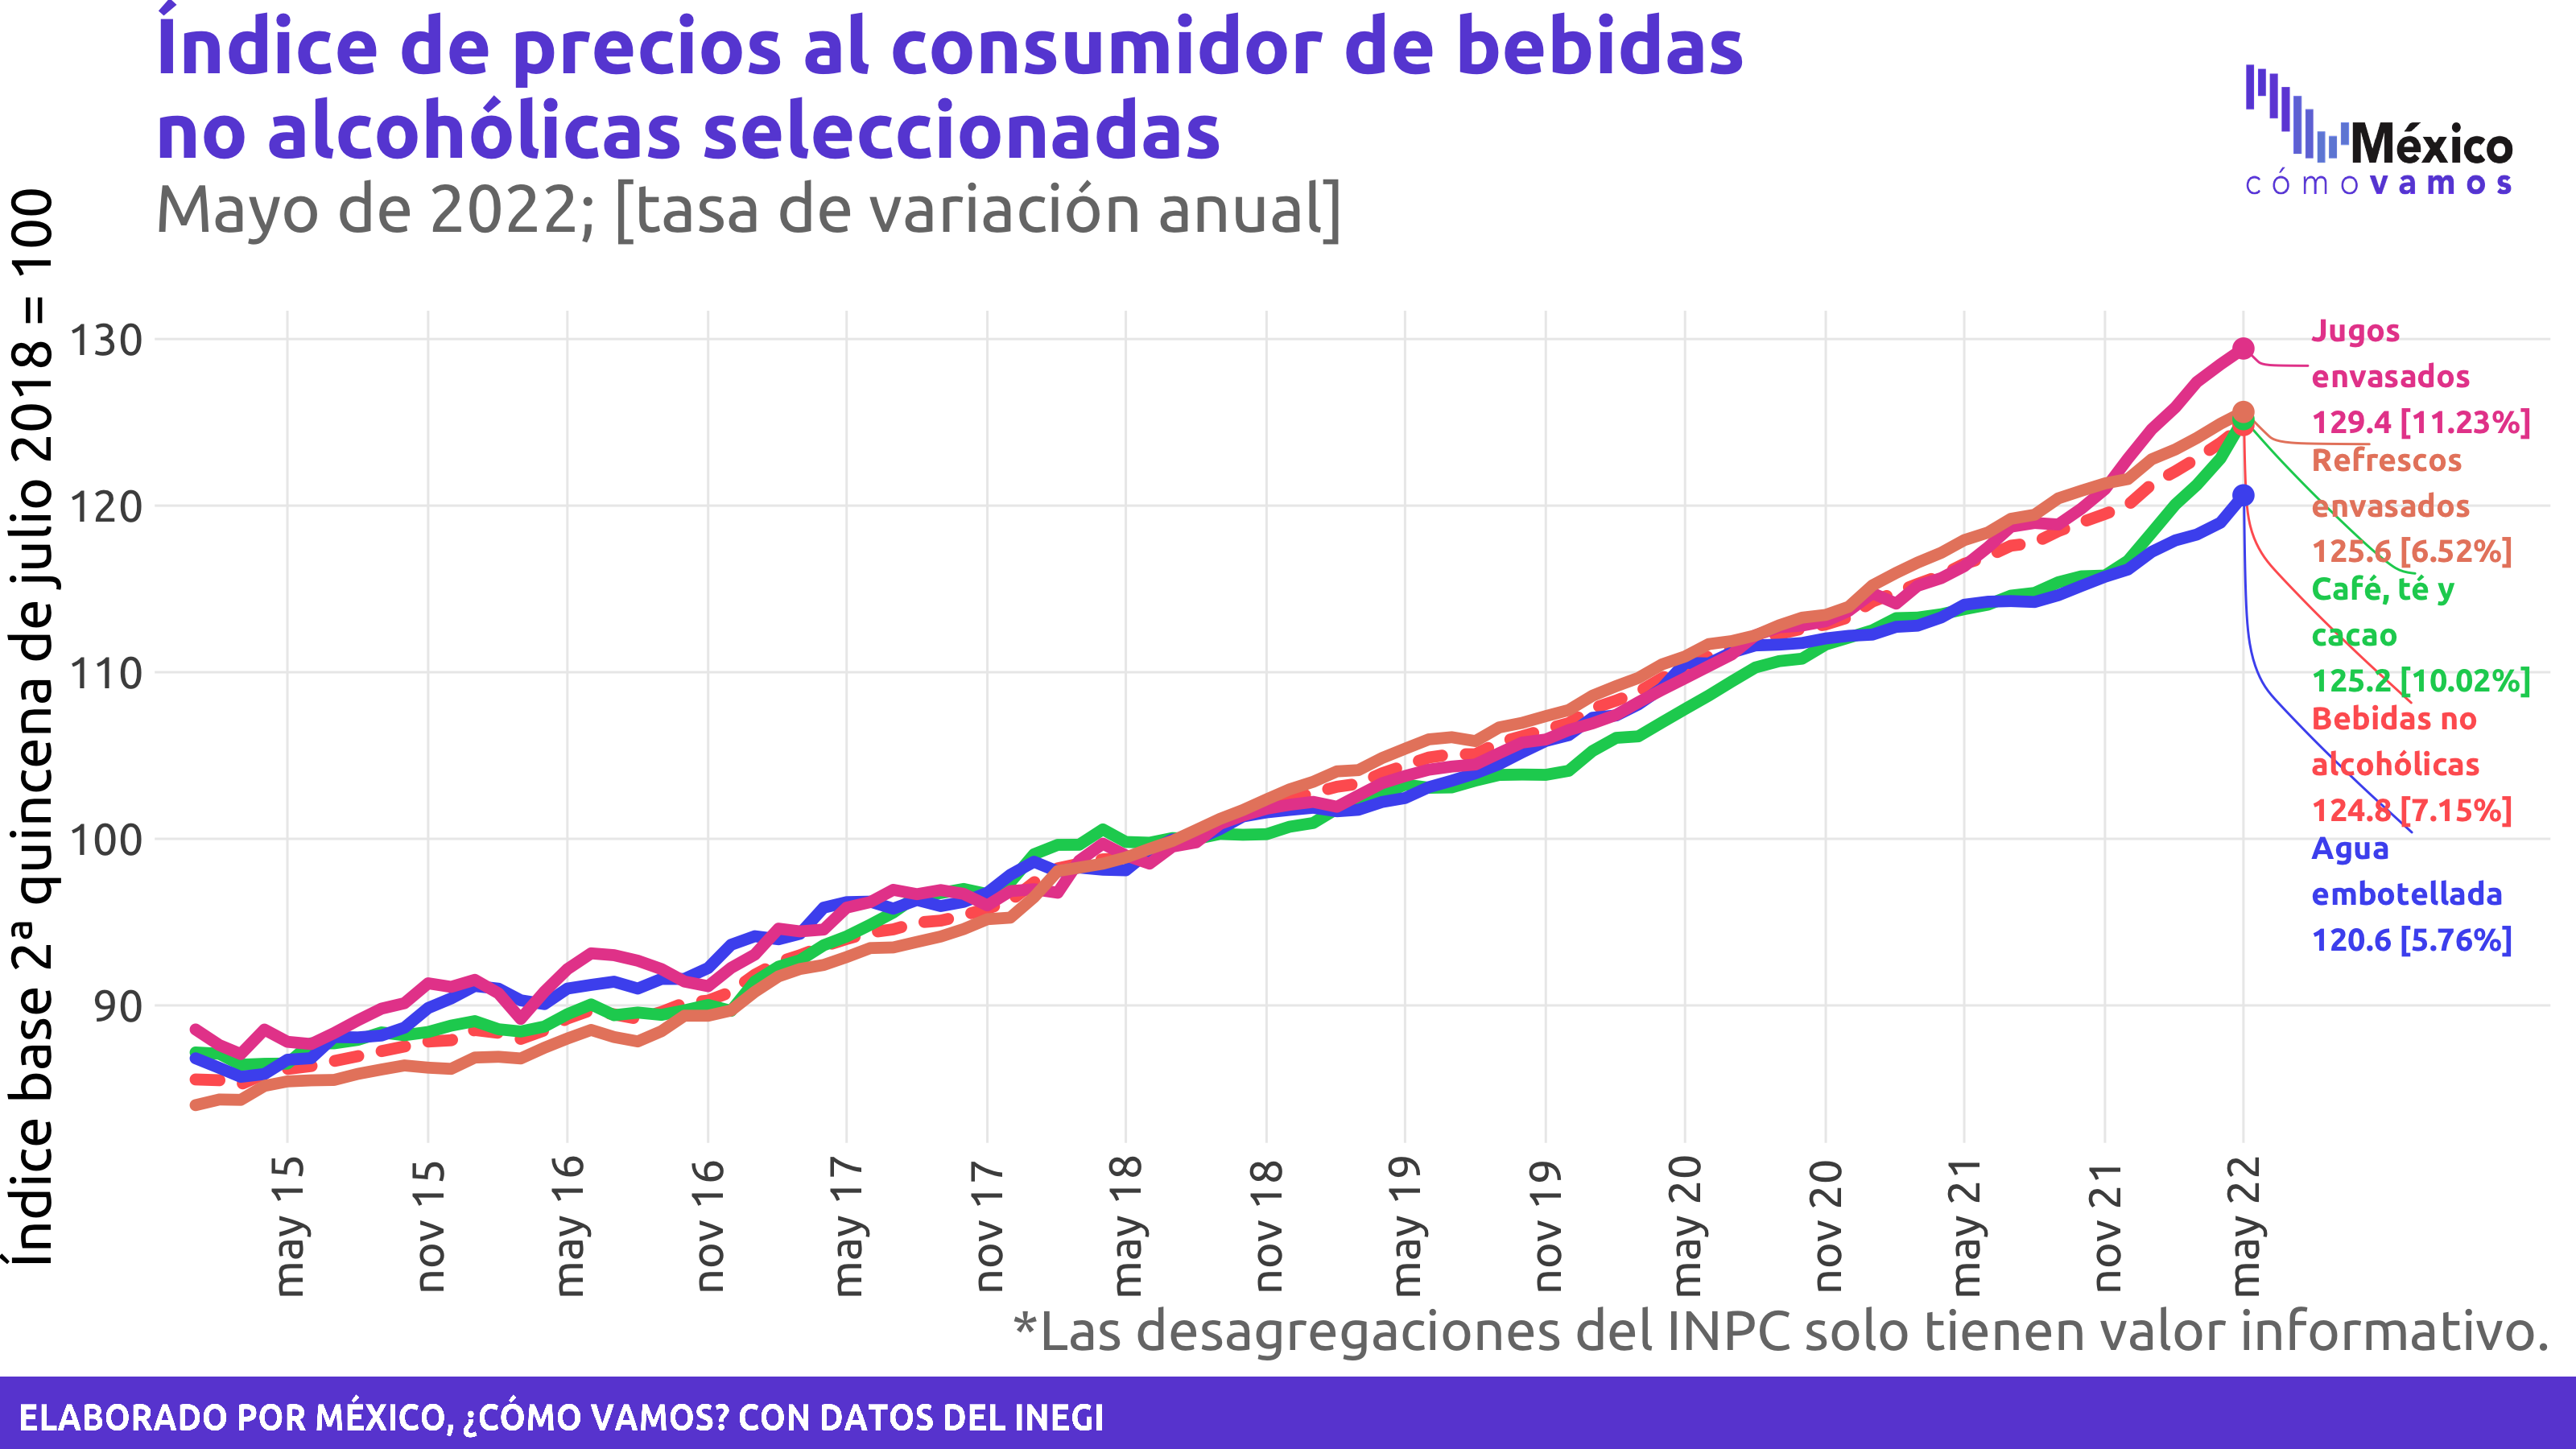 Índice de precios al consumidor de bebidas
no alcohólicas seleccionadas
Mayo de 2022; [tasa de variación anual]
México
cómo vamos
Índice base 2ª quincena de julio 2018 = 100
130
120
110
100
90
Jugos
envasados
129.4 [11.23%]
Refrescos
envasados
125.6 [6.52%]
Café, té y
cacao
125.2 [10.02%]
Bebidas no
alcohólicas
124.8 [7.15%]
Agua
embotellada
120.6 [5.76%]
may 15
nov 15
may 16
nov 16
may 17
nov 17
may 18
nov 18
may 19
nov 19
may 20
nov 20
may 21
nov 21
may 22
*Las desagregaciones del INPC solo tienen valor informativo.
ELABORADO POR MÉXICO, ¿CÓMO VAMOS? CON DATOS DEL INEGI